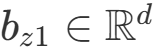 b_{z1} ∈ ℝ^d